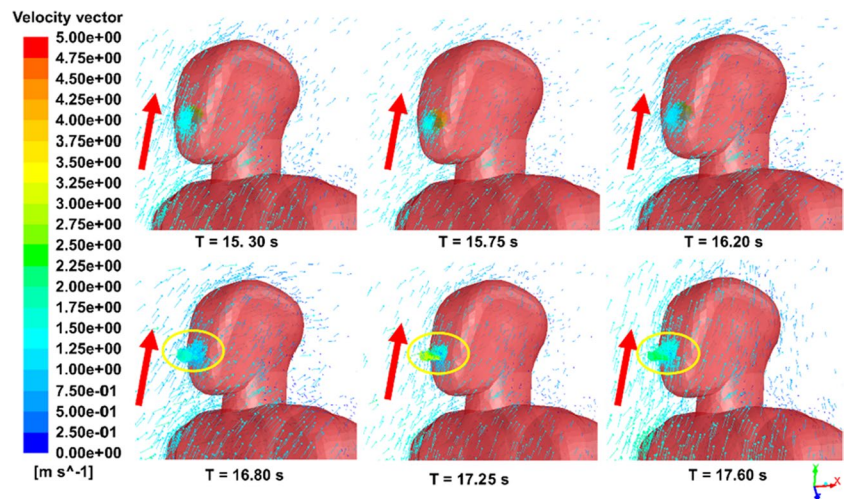 Velocity vector
5.00e+00
4.75e+00
4.50e+00
4.25e+00
4.00e+00
3.75e+00
3.50e+00
3.25e+00
3.00e+00
2.75e+00
2.50e+00
2.25e+00
2.00e+00
1.75e+00
1.50e+00
1.25e+00
1.00e+00
7.50e-01
5.00e-01
2.50e-01
0.00e+00
[m s^-1]
T = 15. 30 s
T = 15.75 s
T = 16.20 s
T = 16.80 s
T = 17.25 s
T = 17.60 s
Y
X